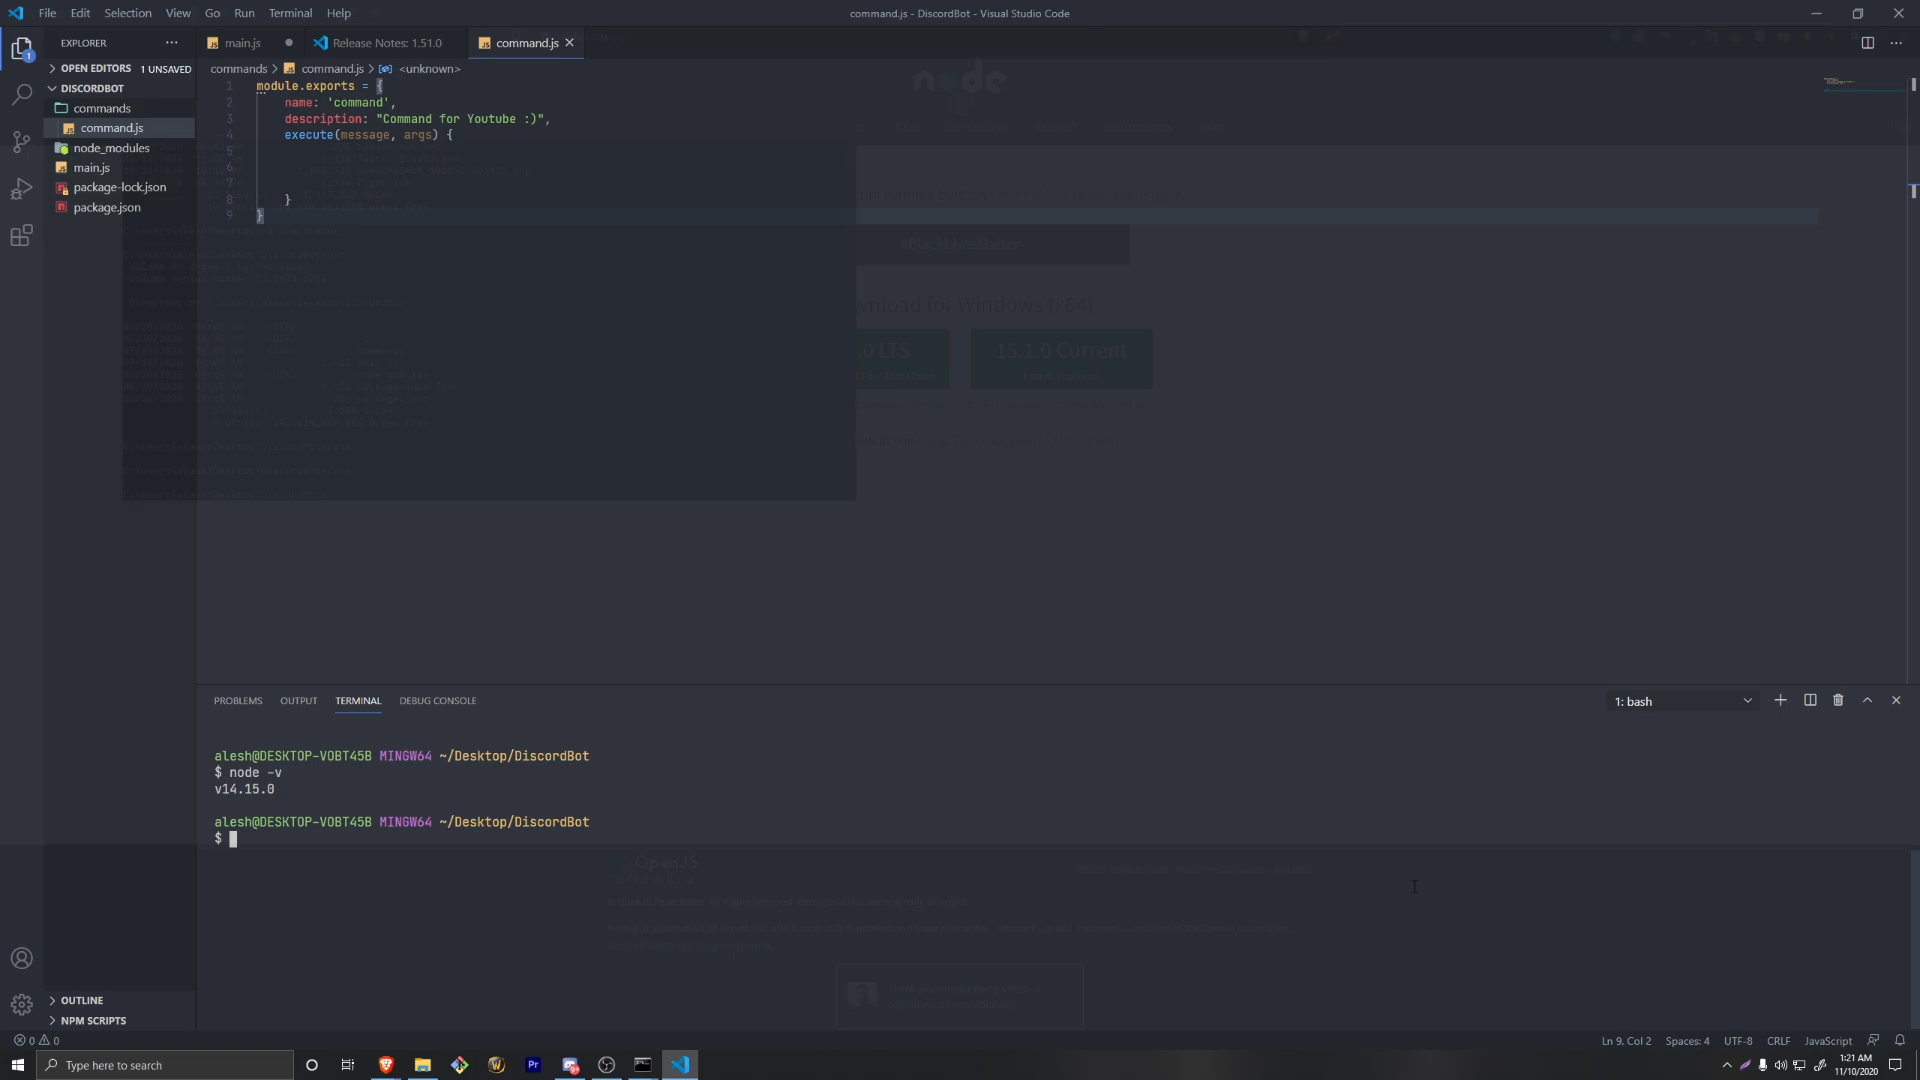 File Edit Selection View Go Run Terminal Help
command.js - DiscordBot - Visual Studio Code
EXPLORER
main.js
Release Notes: 1.51.0
command.js
OPEN EDITORS 1 UNSAVED
commands > command.js > <unknown>
DISCORDBOT
commands
command.js
node_modules
main.js
package-lock.json
package.json
1 module.exports = {
2 name: 'command',
3 description: "Command for Youtube :)",
4 execute(message, args) {
5
6
7
8 }
9 }
node
#BlackLivesMatter
wnload for Windows (x64)
.0 LTS
15.1.0 Current
PROBLEMS OUTPUT TERMINAL DEBUG CONSOLE
1: bash
alesh@DESKTOP-VOBT45B MINGW64 ~/Desktop/DiscordBot
$ node -v
v14.15.0
alesh@DESKTOP-VOBT45B MINGW64 ~/Desktop/DiscordBot
$
OpenJS
OUTLINE
NPM SCRIPTS
0 0
Ln 9, Col 2 Spaces: 4 UTF-8 CRLF JavaScript
Type here to search
Pr
1:21 AM
11/10/2020